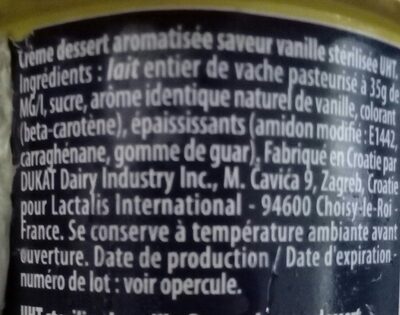 Crème dessert aromatisée saveur vanille stérilisée UHT.
Ingrédients : lait entier de vache pasteurisé à 35g de
MG/l, sucre, arôme identique naturel de vanille, colorant
(beta-carotène), épaississants (amidon modifié : E1442,
carraghénane, gomme de guar). Fabriqué en Croatie par
DUKAT Dairy Industry Inc., M. Čavića 9, Zagreb, Croatie
pour Lactalis International - 94600 Choisy-le-Roi -
France. Se conserve à température ambiante avant
ouverture. Date de production / Date d'expiration -
numéro de lot : voir opercule.